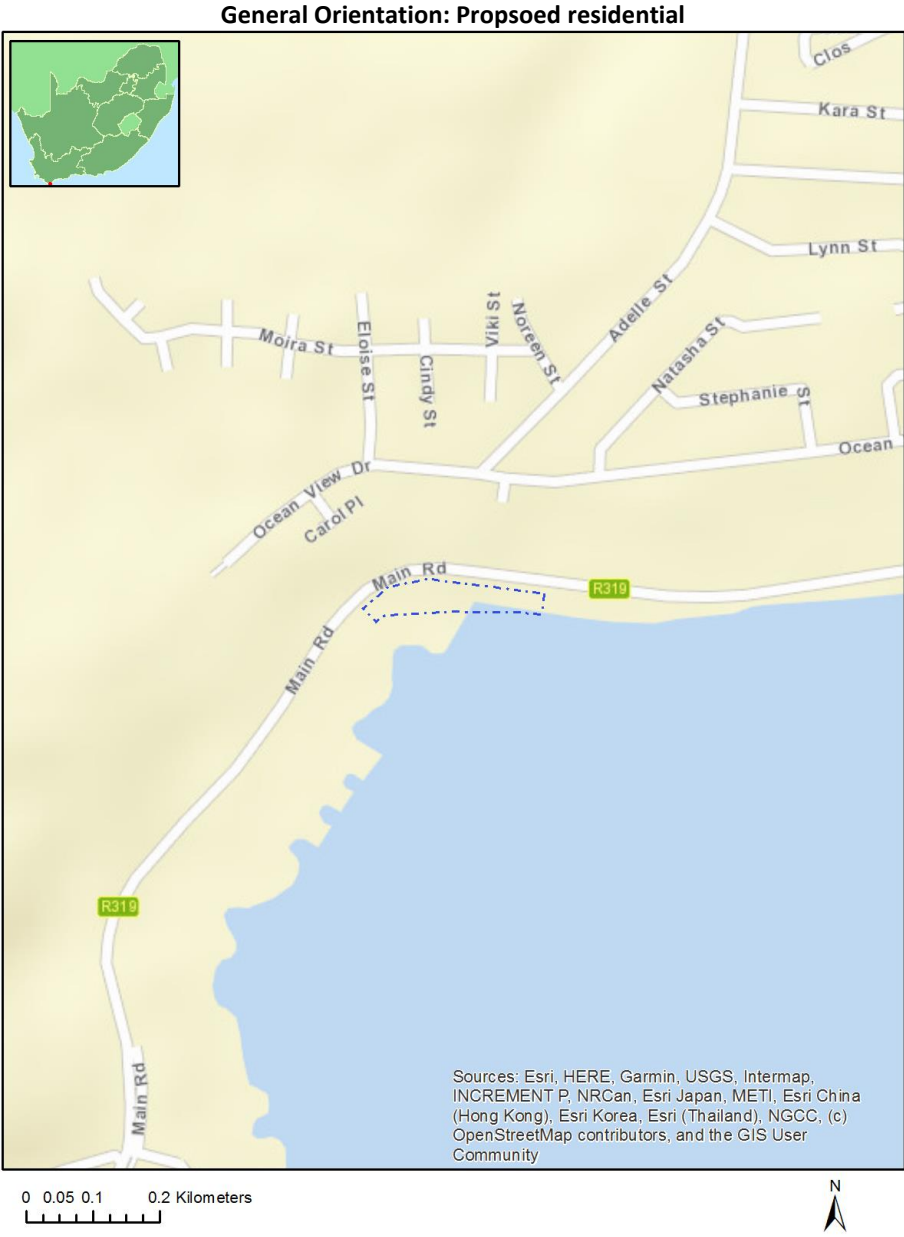 General Orientation: Propsoed residential
Clos
Kara St
Lynn St
Adelle St
Viki St
Noreen St
Natasha St
Moira St
Eloise St
Cindy St
Stephanie St
Ocean
Ocean View Dr
Carol Pl
Main Rd
R319
Main Rd
R319
Main Rd
Sources: Esri, HERE, Garmin, USGS, Intermap,
INCREMENT P, NRCan, Esri Japan, METI, Esri China
(Hong Kong), Esri Korea, Esri (Thailand), NGCC, (c)
OpenStreetMap contributors, and the GIS User
Community
0 0.05 0.1 0.2 Kilometers
N